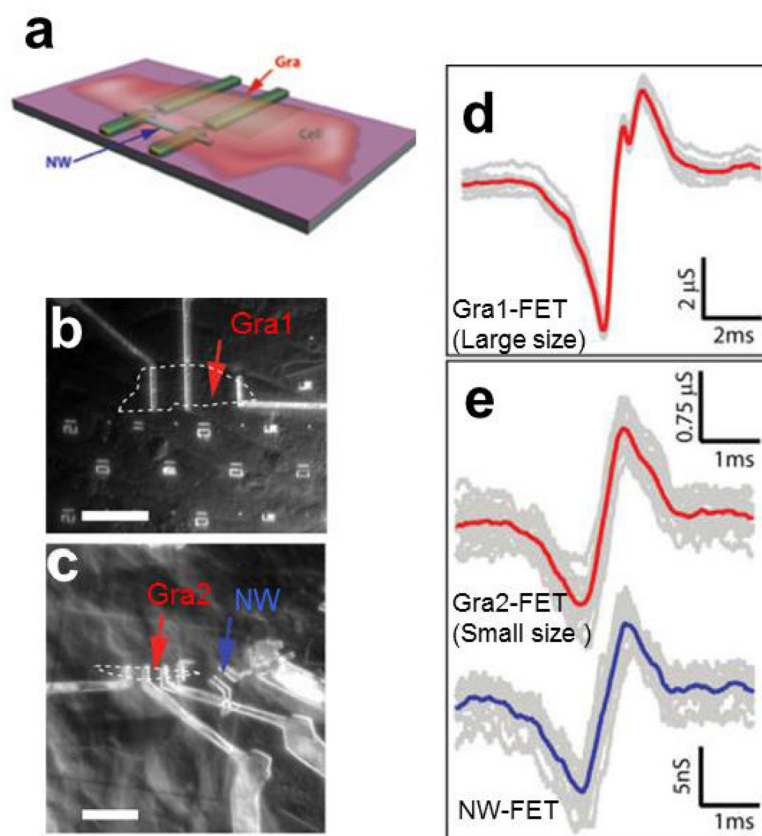 a
Gra
Cell
NW
b
Gra1
c
Gra2
NW
d
2 µS
2ms
Gra1-FET
(Large size)
e
0.75 µS
1ms
Gra2-FET
(Small size )
5nS
1ms
NW-FET